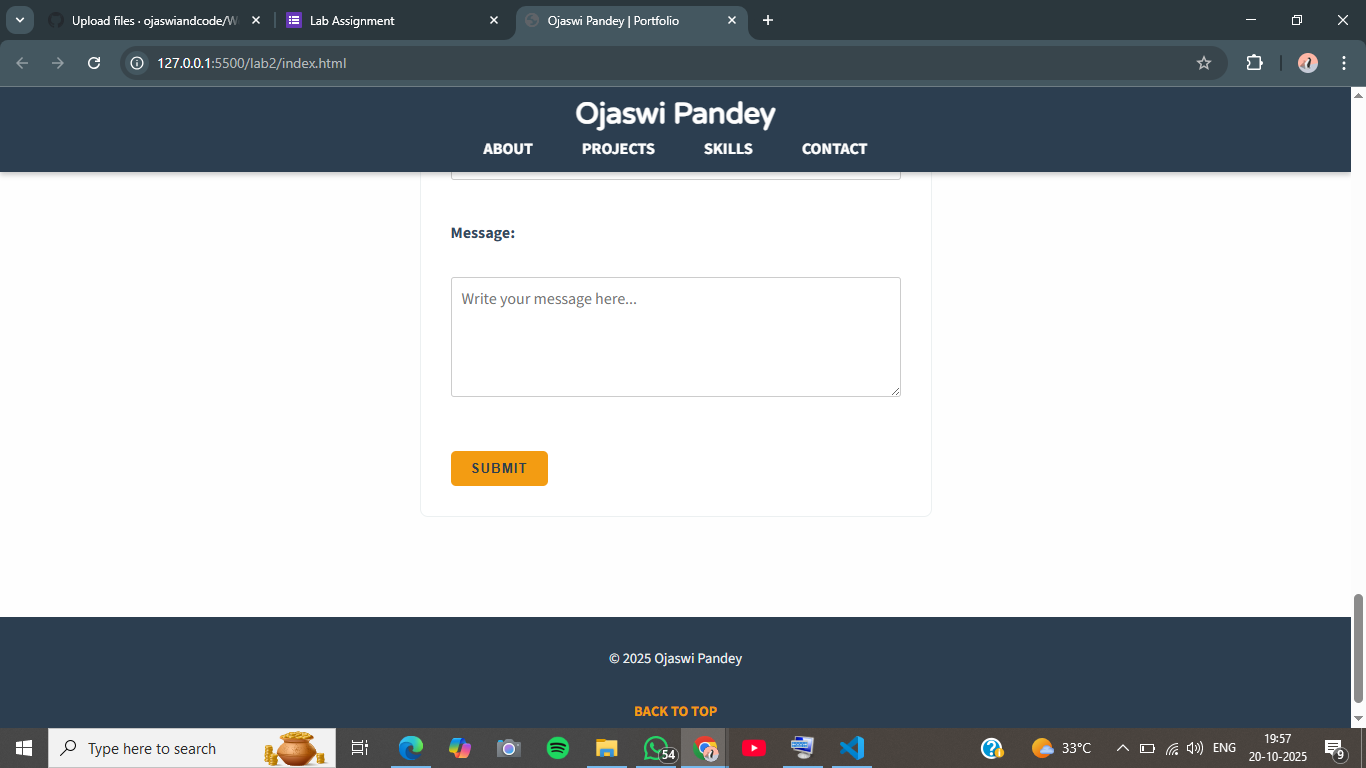 Upload files · ojaswiandcode/W
Lab Assignment
Ojaswi Pandey | Portfolio
127.0.0.1:5500/lab2/index.html
Ojaswi Pandey
ABOUT PROJECTS SKILLS CONTACT
Message:
Write your message here...
SUBMIT
© 2025 Ojaswi Pandey
BACK TO TOP
Type here to search
54
33°C
ENG
19:57
20-10-2025
9